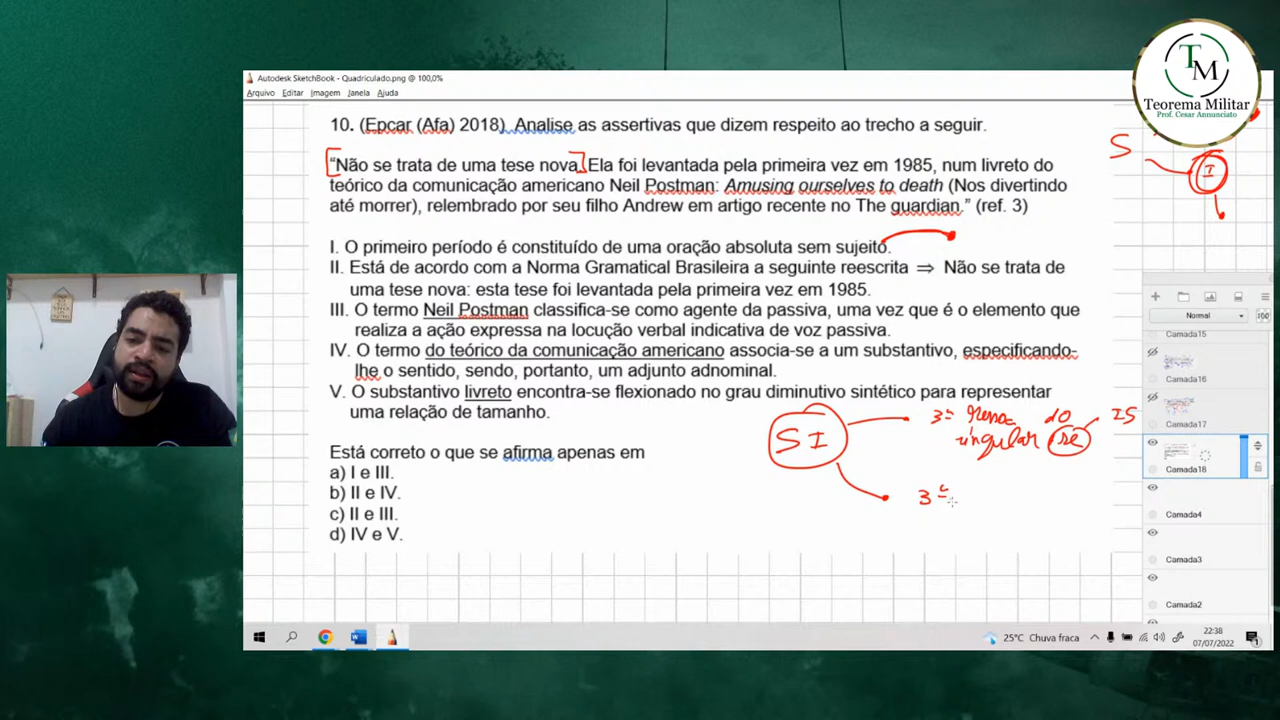 Autodesk SketchBook - Quadriculado.png @ 100,0%
Arquivo Editar Imagem Janela Ajuda
TM
Teorema Militar
Prof. Cesar Annunciato
10. (Epcar (Afa) 2018). Analise as assertivas que dizem respeito ao trecho a seguir.
“Não se trata de uma tese nova. Ela foi levantada pela primeira vez em 1985, num livreto do
teórico da comunicação americano Neil Postman: Amusing ourselves to death (Nos divertindo
até morrer), relembrado por seu filho Andrew em artigo recente no The guardian.” (ref. 3)
S
I
I. O primeiro período é constituído de uma oração absoluta sem sujeito.
II. Está de acordo com a Norma Gramatical Brasileira a seguinte reescrita ⇒ Não se trata de
uma tese nova: esta tese foi levantada pela primeira vez em 1985.
III. O termo Neil Postman classifica-se como agente da passiva, uma vez que é o elemento que
realiza a ação expressa na locução verbal indicativa de voz passiva.
IV. O termo do teórico da comunicação americano associa-se a um substantivo, especificando-
lhe o sentido, sendo, portanto, um adjunto adnominal.
V. O substantivo livreto encontra-se flexionado no grau diminutivo sintético para representar
uma relação de tamanho.
SI
3ª Pessoa do IS
singular se
3ª
Está correto o que se afirma apenas em
a) I e III.
b) II e IV.
c) II e III.
d) IV e V.
Normal 100
Camada15
Camada16
Camada17
Camada18
Camada4
Camada3
Camada2
25°C Chuva fraca
22:38
07/07/2022